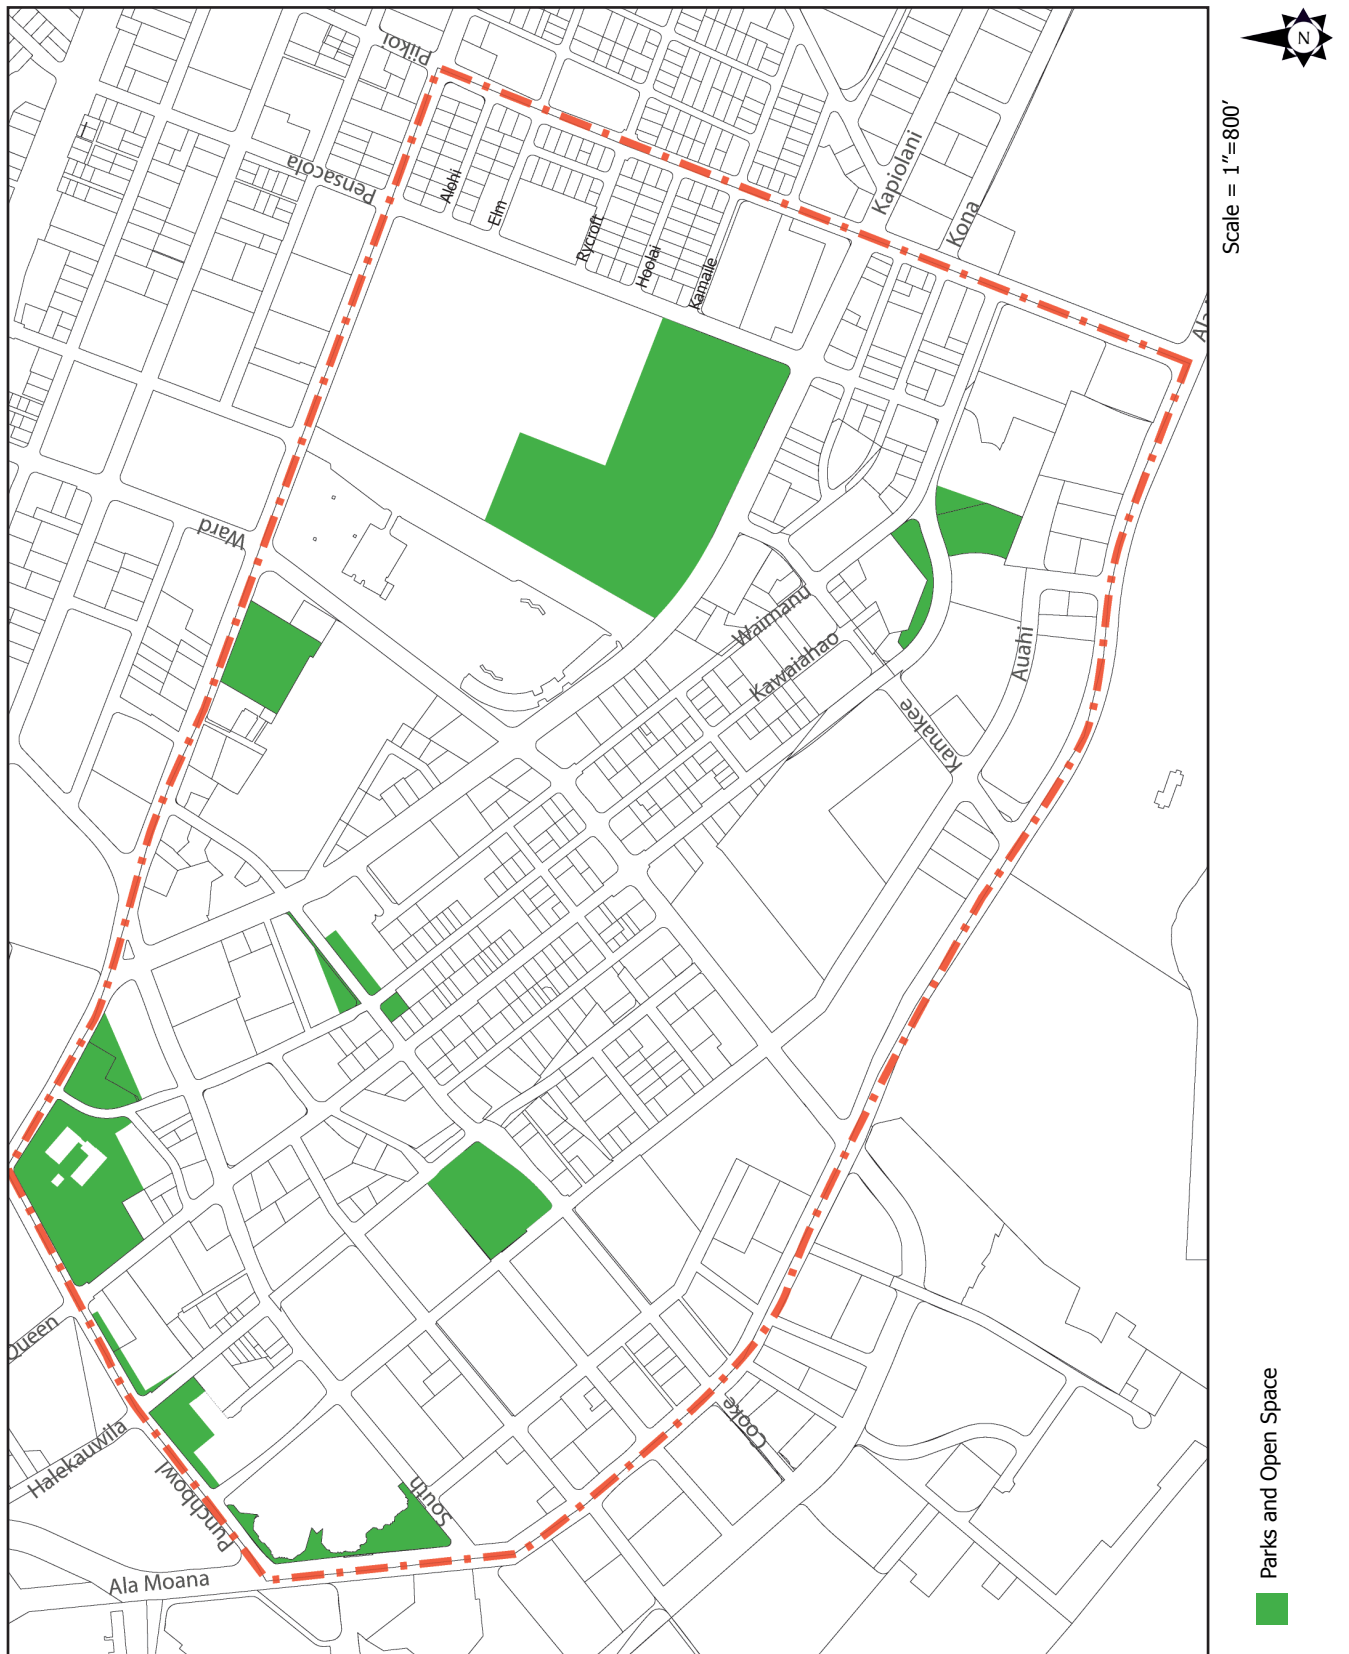 N
Scale = 1”=800’
Piikoi
Pensacola
Kapiolani
Alohi
Elm
Kona
Rycroft
Hoolai
Kamaile
Ward
Waimanu
Kawaiahao
Auahi
Kamakee
Queen
Halekauwila
Punchbowl
Cooke
South
Ala Moana
Parks and Open Space